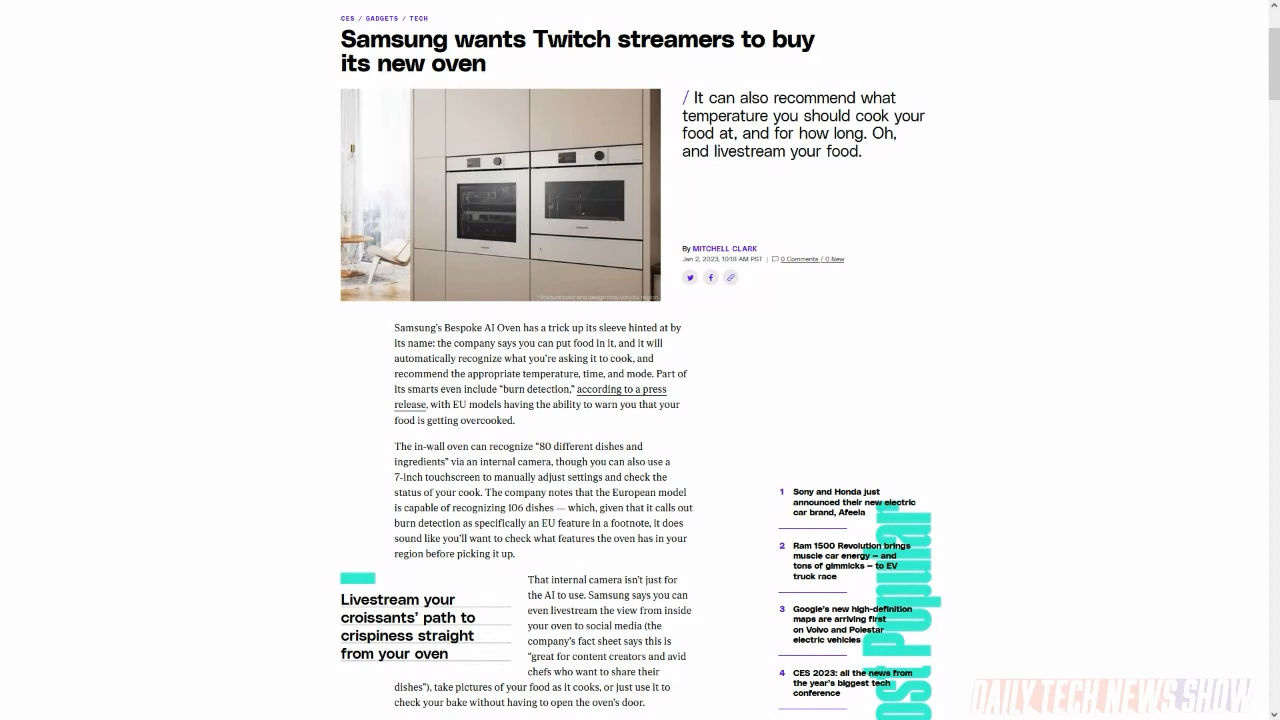 CES / GADGETS / TECH
Samsung wants Twitch streamers to buy
its new oven
/ It can also recommend what
temperature you should cook your
food at, and for how long. Oh,
and livestream your food.
* Product color and design may vary by region.
By MITCHELL CLARK
Jan 2, 2023, 10:18 AM PST | 0 Comments / 0 New
Samsung's Bespoke AI Oven has a trick up its sleeve hinted at by
its name: the company says you can put food in it, and it will
automatically recognize what you're asking it to cook, and
recommend the appropriate temperature, time, and mode. Part of
its smarts even include "burn detection," according to a press
release, with EU models having the ability to warn you that your
food is getting overcooked.
The in-wall oven can recognize "80 different dishes and
ingredients" via an internal camera, though you can also use a
7-inch touchscreen to manually adjust settings and check the
status of your cook. The company notes that the European model
is capable of recognizing 106 dishes — which, given that it calls out
burn detection as specifically an EU feature in a footnote, it does
sound like you'll want to check what features the oven has in your
region before picking it up.
Livestream your
croissants' path to
crispiness straight
from your oven
That internal camera isn't just for
the AI to use. Samsung says you can
even livestream the view from inside
your oven to social media (the
company's fact sheet says this is
"great for content creators and avid
chefs who want to share their
dishes"), take pictures of your food as it cooks, or just use it to
check your bake without having to open the oven's door.
1 Sony and Honda just
announced their new electric
car brand, Afeela
2 Ram 1500 Revolution brings
muscle car energy — and
tons of gimmicks — to EV
truck race
3 Google's new high-definition
maps are arriving first
on Volvo and Polestar
electric vehicles
4 CES 2023: all the news from
the year's biggest tech
conference
ost Popular
DAILY TECH NEWS SHOW